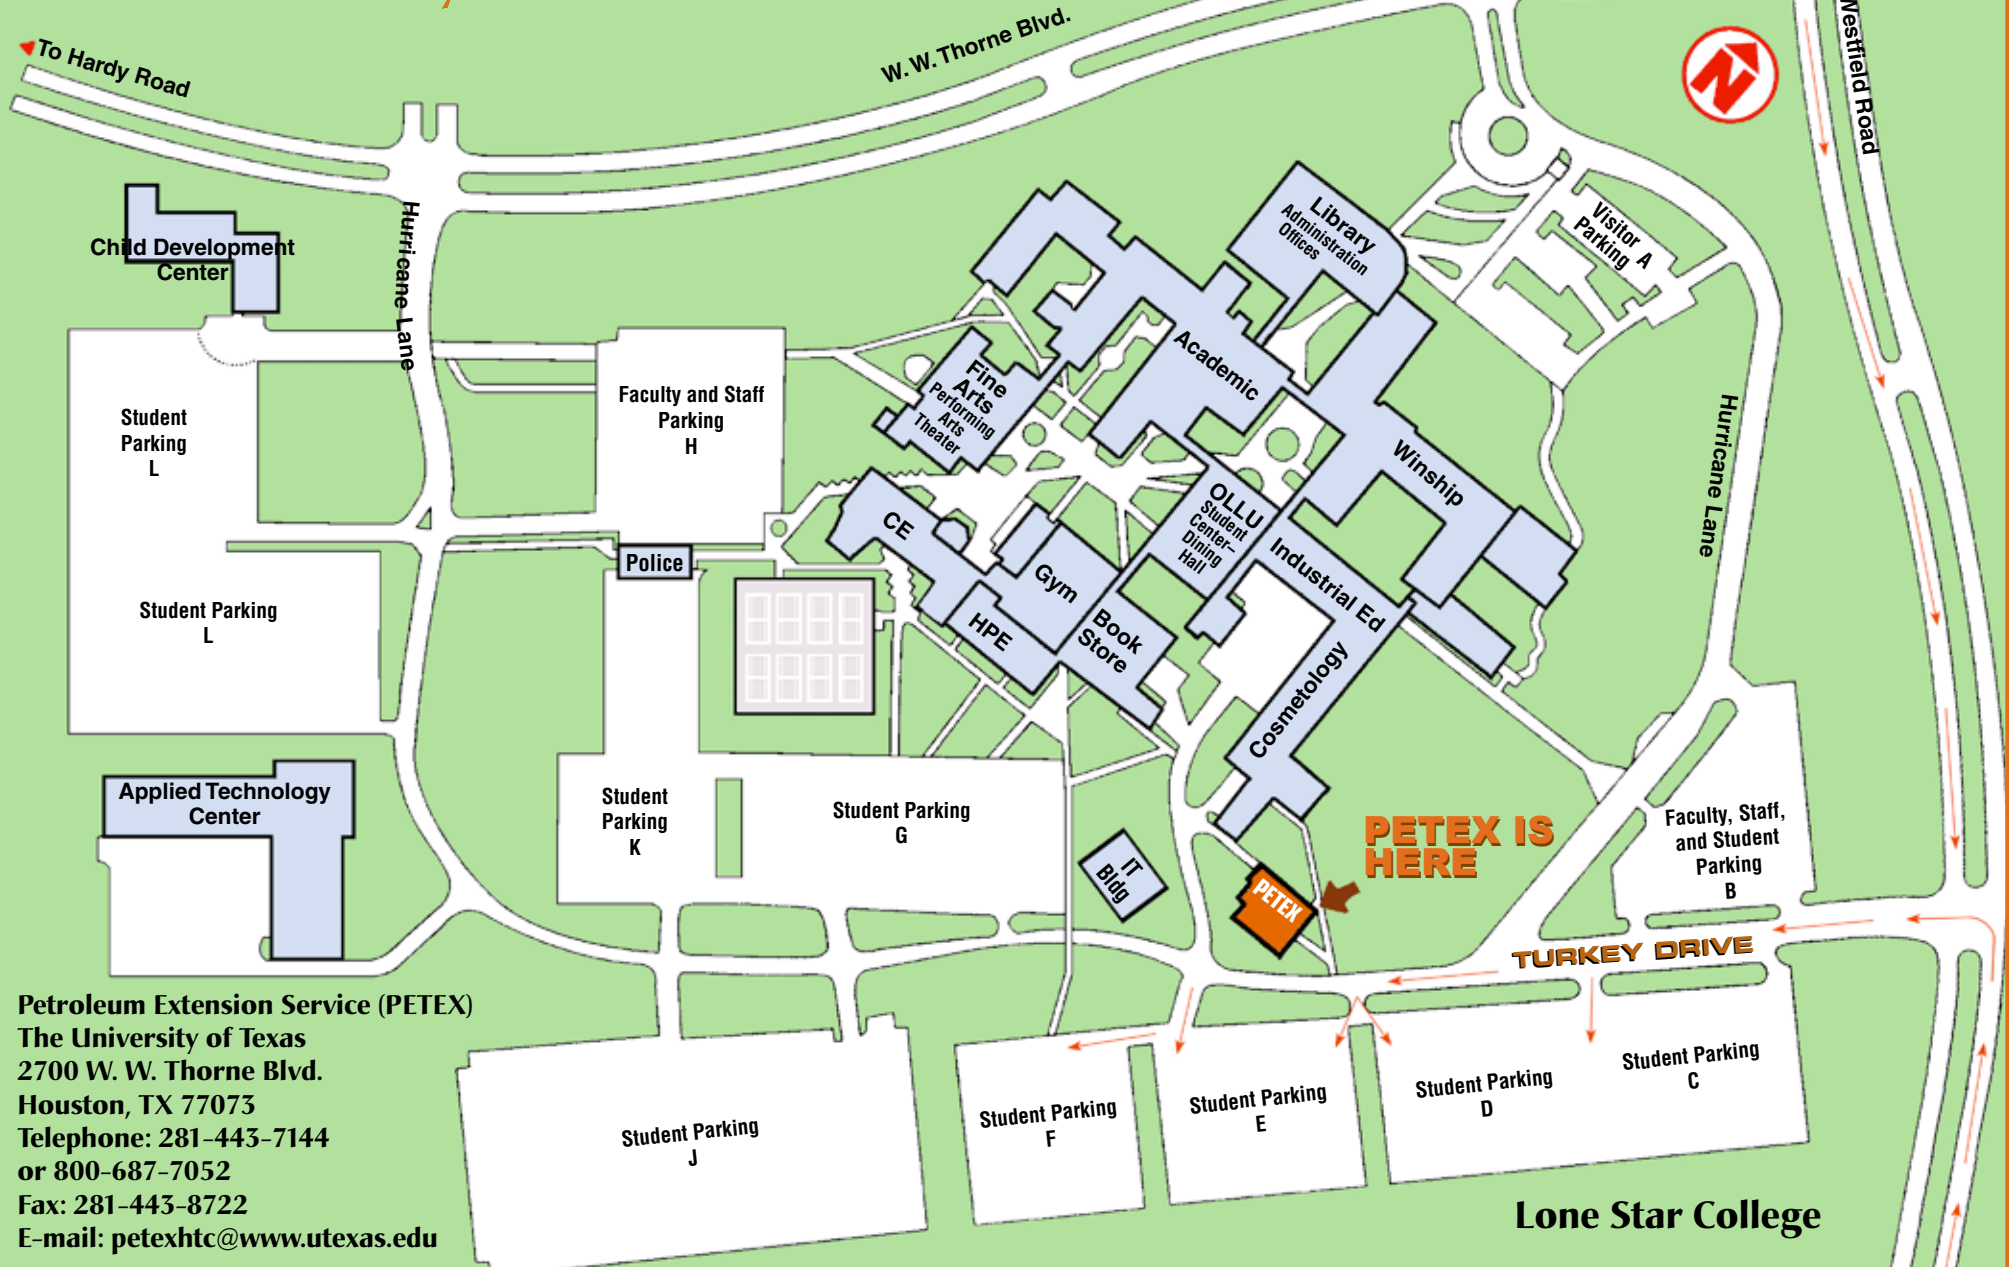 To Hardy Road
W. W. Thorne Blvd.
Westfield Road
N
Child Development
Center
Hurricane Lane
Library
Administration
Offices
Visitor
Parking
A
Academic
Fine
Arts
Performing
Arts
Theater
Faculty and Staff
Parking
H
Student
Parking
L
Winship
Hurricane Lane
OLLU
Student
Center–
Dining
Hall
CE
Police
Gym
Industrial Ed
Student Parking
L
HPE
Book
Store
Cosmetology
Applied Technology
Center
Student
Parking
K
Student Parking
G
IT
Bldg
PETEX IS
HERE
PETEX
Faculty, Staff,
and Student
Parking
B
TURKEY DRIVE
Student Parking
J
Student Parking
F
Student Parking
E
Student Parking
D
Student Parking
C
Petroleum Extension Service (PETEX)
The University of Texas
2700 W. W. Thorne Blvd.
Houston, TX 77073
Telephone: 281-443-7144
or 800-687-7052
Fax: 281-443-8722
E-mail: petexhtc@www.utexas.edu
Lone Star College